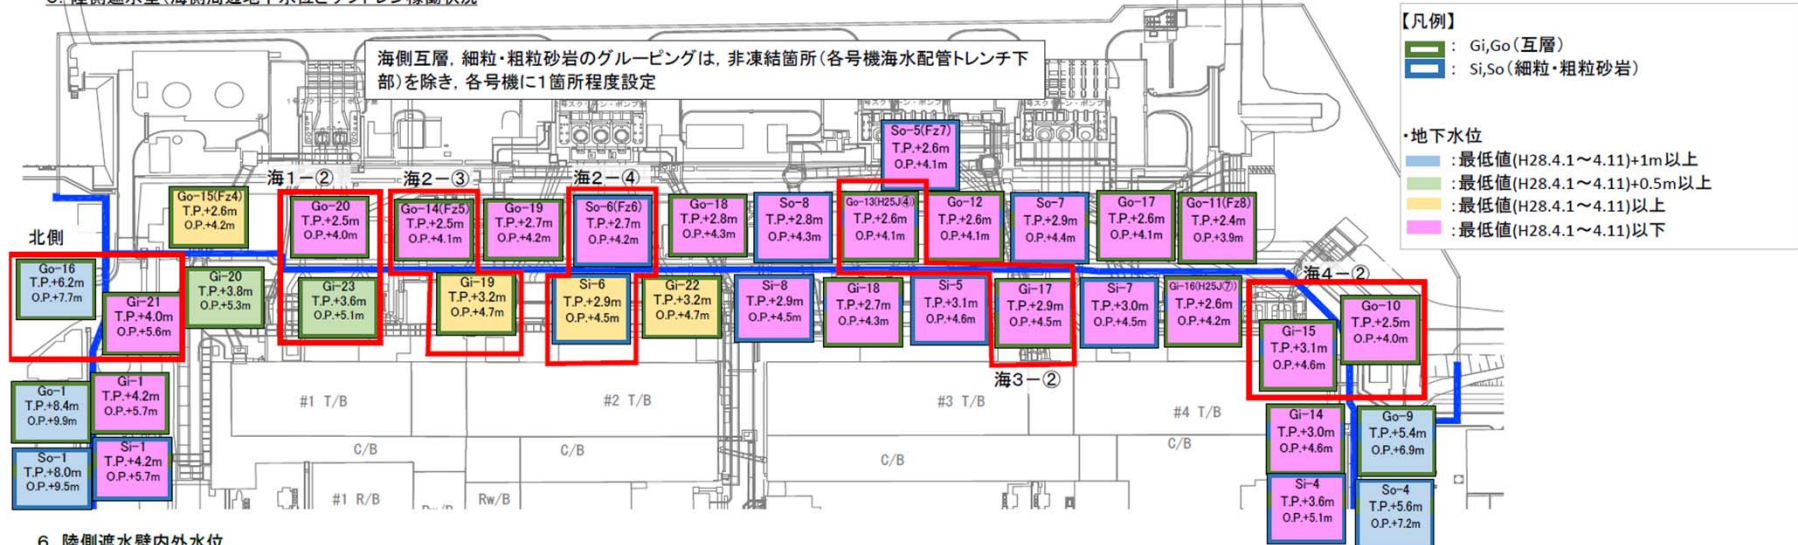 海側互層，細粒・粗粒砂岩のグルーピングは，非凍結箇所（各号機海水配管トレンチ下
部）を除き，各号機に1箇所程度設定
【凡例】
： Gi,Go（互層）
： Si,So（細粒・粗粒砂岩）
・地下水位
：最低値(H28.4.1～4.11)+1m以上
：最低値(H28.4.1～4.11)+0.5m以上
：最低値(H28.4.1～4.11)以上
：最低値(H28.4.1～4.11)以下
So-5(Fz7)
T.P.+2.6m
O.P.+4.1m
海1－②
海2－③
海2－④
Go-15(Fz4)
T.P.+2.6m
O.P.+4.2m
Go-20
T.P.+2.5m
O.P.+4.0m
Go-14(Fz5)
T.P.+2.5m
O.P.+4.1m
Go-19
T.P.+2.7m
O.P.+4.2m
So-6(Fz6)
T.P.+2.7m
O.P.+4.2m
Go-18
T.P.+2.8m
O.P.+4.3m
So-8
T.P.+2.8m
O.P.+4.3m
Go-13(H25J④)
T.P.+2.6m
O.P.+4.1m
Go-12
T.P.+2.6m
O.P.+4.1m
So-7
T.P.+2.9m
O.P.+4.4m
Go-17
T.P.+2.6m
O.P.+4.1m
Go-11(Fz8)
T.P.+2.4m
O.P.+3.9m
北側
Go-16
T.P.+6.2m
O.P.+7.7m
Gi-21
T.P.+4.0m
O.P.+5.6m
Gi-20
T.P.+3.8m
O.P.+5.3m
Gi-23
T.P.+3.6m
O.P.+5.1m
Gi-19
T.P.+3.2m
O.P.+4.7m
Si-6
T.P.+2.9m
O.P.+4.5m
Gi-22
T.P.+3.2m
O.P.+4.7m
Si-8
T.P.+2.9m
O.P.+4.5m
Gi-18
T.P.+2.7m
O.P.+4.3m
Si-5
T.P.+3.1m
O.P.+4.6m
Gi-17
T.P.+2.9m
O.P.+4.5m
Si-7
T.P.+3.0m
O.P.+4.5m
Gi-16(H25J⑦)
T.P.+2.6m
O.P.+4.2m
海4－②
Gi-15
T.P.+3.1m
O.P.+4.6m
Go-10
T.P.+2.5m
O.P.+4.0m
海3－②
Go-1
T.P.+8.4m
O.P.+9.9m
Gi-1
T.P.+4.2m
O.P.+5.7m
So-1
T.P.+8.0m
O.P.+9.5m
Si-1
T.P.+4.2m
O.P.+5.7m
#1 T/B
#2 T/B
#3 T/B
#4 T/B
C/B
C/B
C/B
C/B
#1 R/B
Rw/B
Gi-14
T.P.+3.0m
O.P.+4.6m
Go-9
T.P.+5.4m
O.P.+6.9m
Si-4
T.P.+3.6m
O.P.+5.1m
So-4
T.P.+5.6m
O.P.+7.2m
6. 陸側遮水壁内外水位